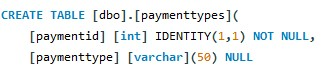 CREATE TABLE [dbo].[paymenttypes](
[paymentid] [int] IDENTITY(1,1) NOT NULL,
[paymenttype] [varchar](50) NULL